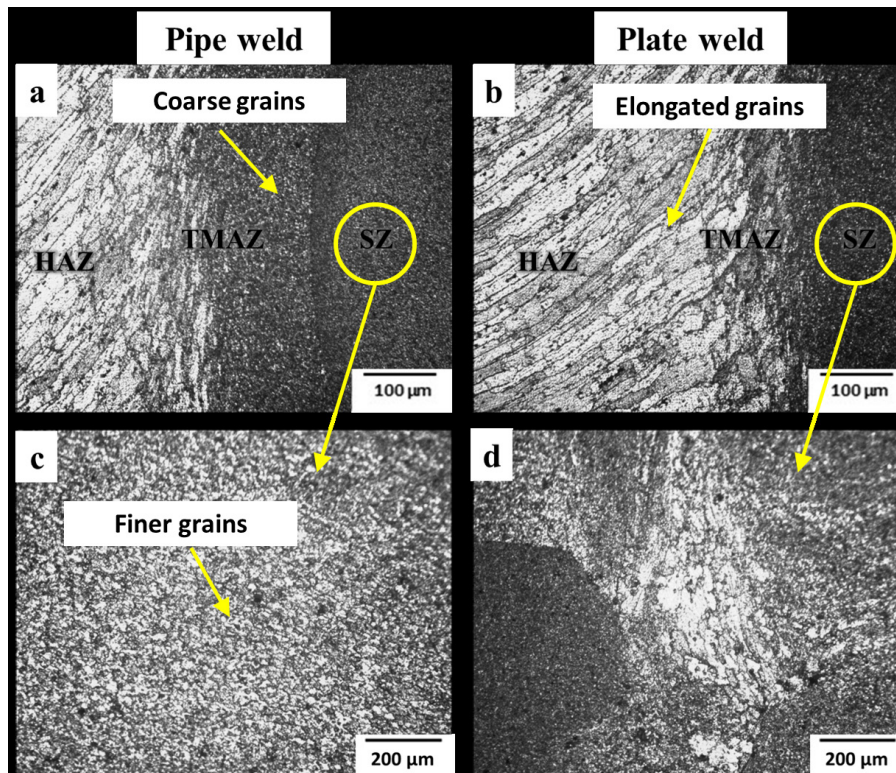 Pipe weld
Plate weld
a
Coarse grains
HAZ
TMAZ
SZ
100 μm
b
Elongated grains
HAZ
TMAZ
SZ
100 μm
c
Finer grains
200 μm
d
200 μm